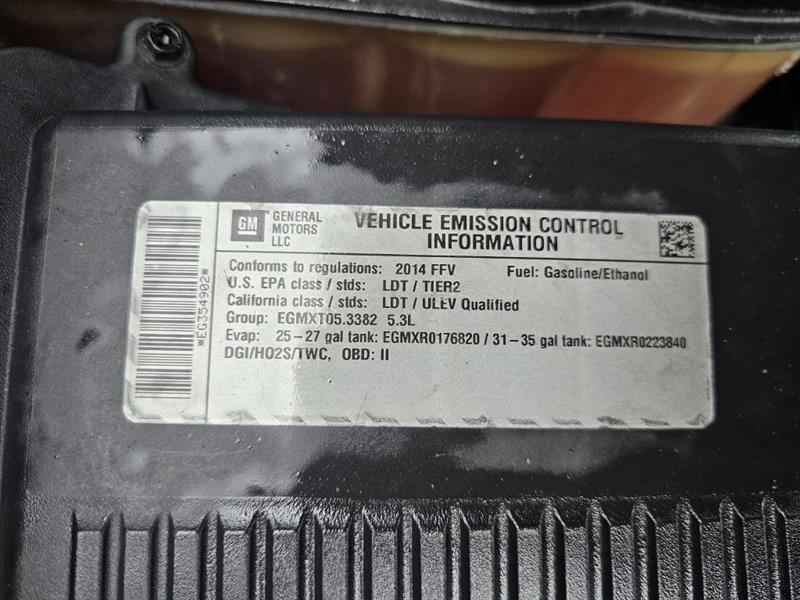 GM GENERAL MOTORS LLC
VEHICLE EMISSION CONTROL
INFORMATION
Conforms to regulations: 2014 FFV Fuel: Gasoline/Ethanol
U.S. EPA class / stds: LDT / TIER2
California class / stds: LDT / ULEV Qualified
Group: EGMXT05.3382 5.3L
Evap: 25-27 gal tank: EGMXR0176820 / 31-35 gal tank: EGMXR0223840
DGI/HO2S/TWC, OBD: II
*EG354902*